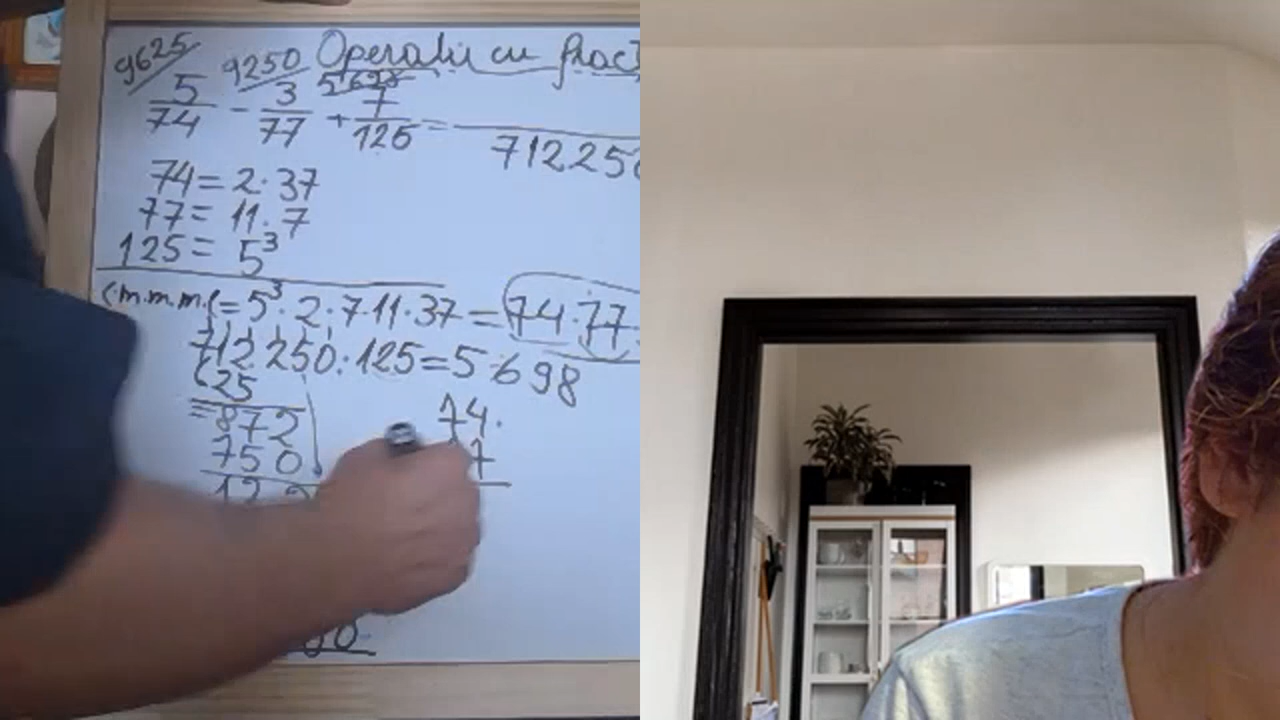 9625 9250 Operatii cu fract
5/74 - 3/77 + 7/125 = /712250
74 = 2·37
77 = 11·7
125 = 5³
c.m.m.m.c = 5³·2·7·11·37 = 74·77·
712250:125 = 5698
625
=872
750
74·
7